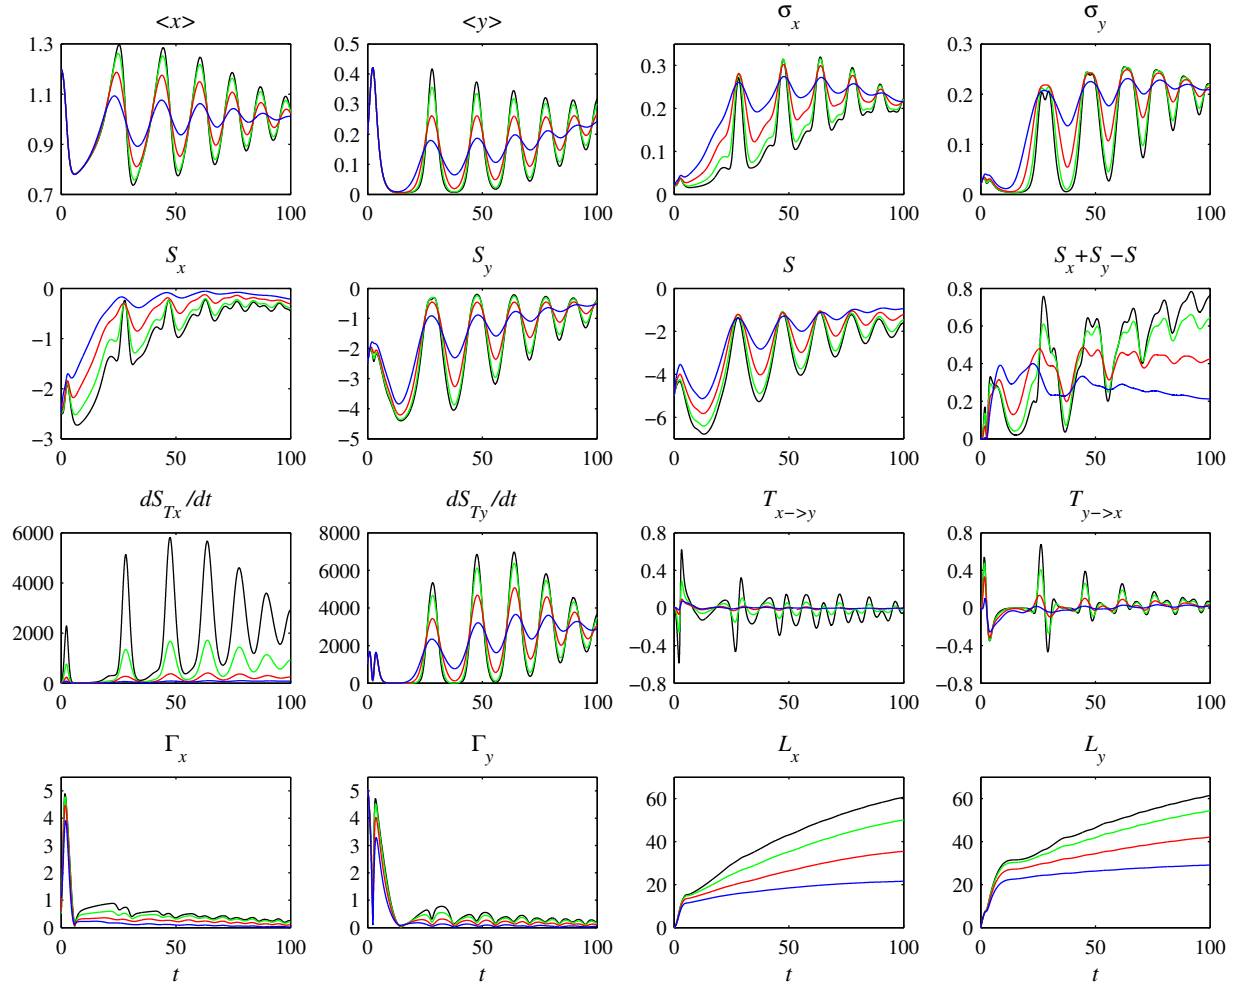 <x> <y> σx σy
1.3 0.5 0.3 0.3
0.4
1.1 0.3 0.2 0.2
0.9 0.2 0.1 0.1
0.1
0.7 0 0 0
0 50 100 0 50 100 0 50 100 0 50 100
Sx Sy S Sx+Sy−S
0 0 0 0.8
−1 −1 −2 0.6
−2 −2 −4 0.4
−3 −6 0.2
−4
−3 −5 0
0 50 100 0 50 100 0 50 100 0 50 100
dSTx/dt dSTy/dt Tx−>y Ty−>x
6000 8000 0.8 0.8
4000 6000 0.4 0.4
4000 0 0
2000 2000 −0.4 −0.4
0 0 −0.8 −0.8
0 50 100 0 50 100 0 50 100 0 50 100
Γx Γy Lx Ly
5 5 60 60
4 4
3 3 40 40
2 2 20 20
1 1
0 0 0 0
0 50 100 0 50 100 0 50 100 0 50 100
t t t t